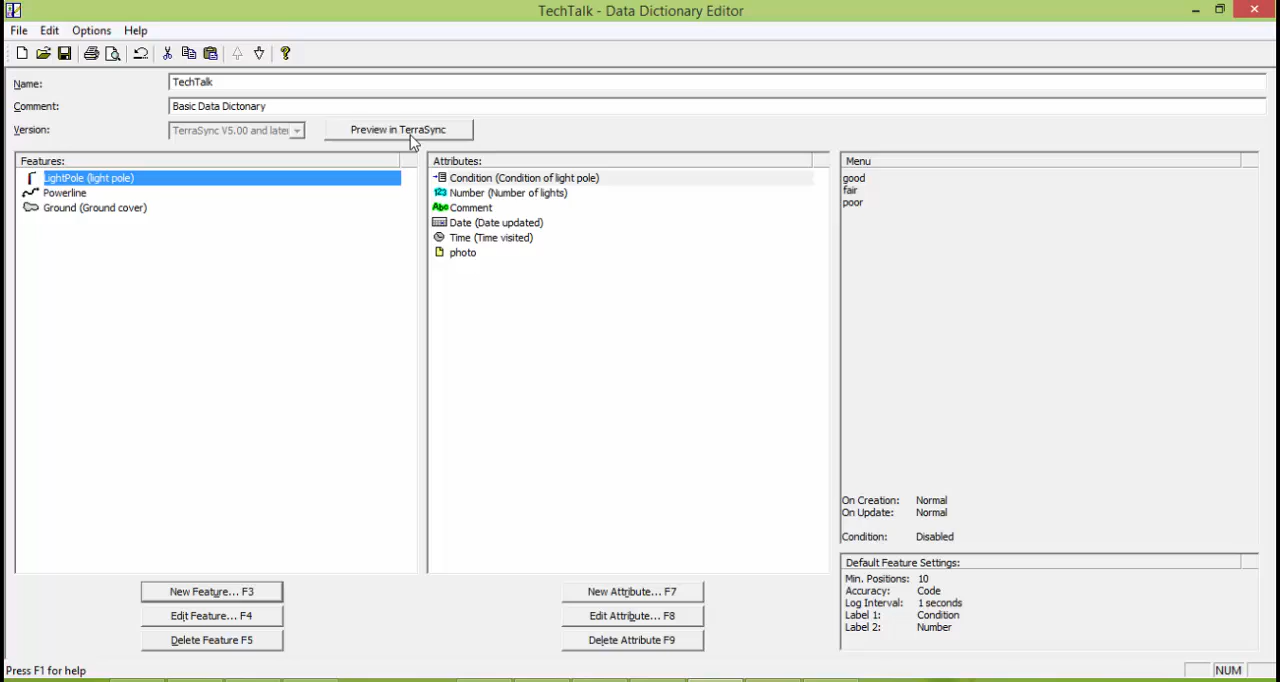 TechTalk - Data Dictionary Editor
File Edit Options Help
Name: TechTalk
Comment: Basic Data Dictonary
Version: TerraSync V5.00 and later Preview in TerraSync
Features: Attributes: Menu
LightPole (light pole) Condition (Condition of light pole) good
Powerline Number (Number of lights) fair
Ground (Ground cover) Abc Comment poor
Date (Date updated)
Time (Time visited)
photo
On Creation: Normal
On Update: Normal
Condition: Disabled
Default Feature Settings:
Min. Positions: 10
Accuracy: Code
Log Interval: 1 seconds
Label 1: Condition
Label 2: Number
New Feature... F3 New Attribute... F7
Edit Feature... F4 Edit Attribute... F8
Delete Feature F5 Delete Attribute F9
Press F1 for help NUM